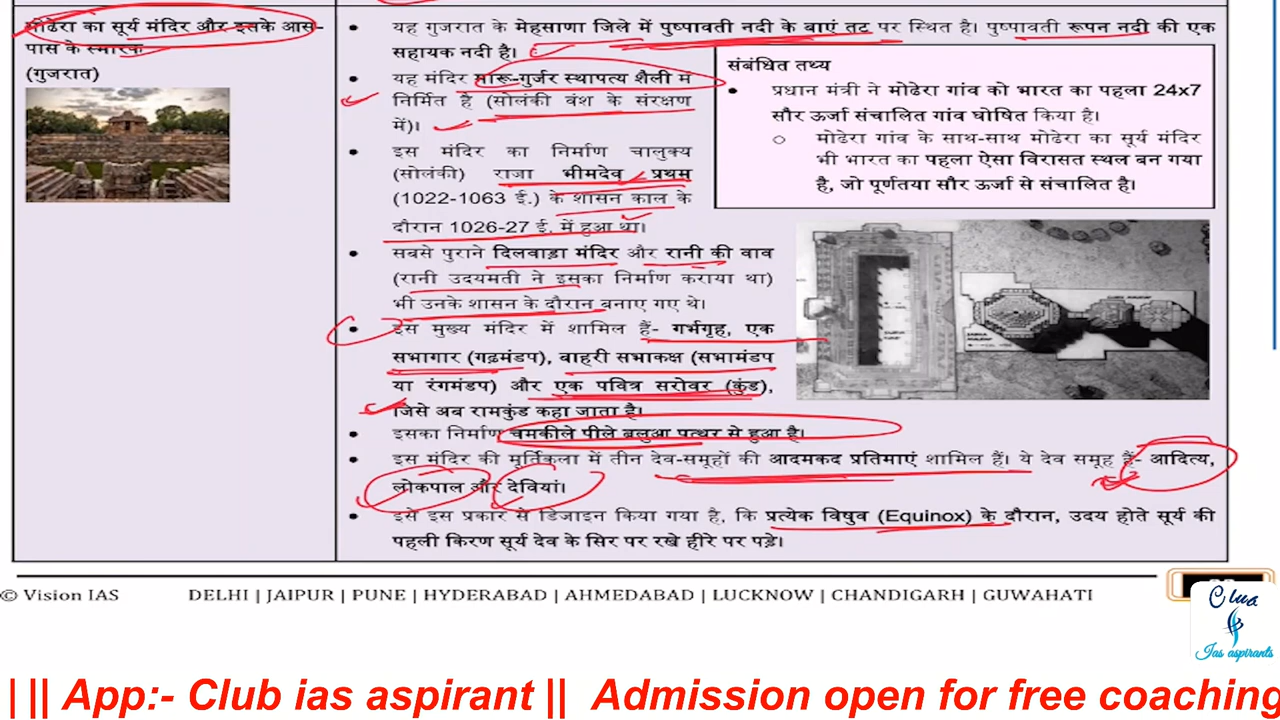 मोढेरा का सूर्य मंदिर और इसके आस-
पास के स्मारक
(गुजरात)
यह गुजरात के मेहसाणा जिले में पुष्पावती नदी के बाएं तट पर स्थित है। पुष्पावती रूपन नदी की एक
सहायक नदी है।
यह मंदिर मारू-गुर्जर स्थापत्य शैली में
निर्मित है (सोलंकी वंश के संरक्षण
में)।
इस मंदिर का निर्माण चालुक्य
(सोलंकी) राजा भीमदेव प्रथम
(1022-1063 ई.) के शासन काल के
दौरान 1026-27 ई. में हुआ था।
सबसे पुराने दिलवाड़ा मंदिर और रानी की वाव
(रानी उदयमती ने इसका निर्माण कराया था)
भी उनके शासन के दौरान बनाए गए थे।
इस मुख्य मंदिर में शामिल हैं- गर्भगृह, एक
सभागार (गढ़मंडप), बाहरी सभाकक्ष (सभामंडप
या रंगमंडप) और एक पवित्र सरोवर (कुंड),
जिसे अब रामकुंड कहा जाता है।
इसका निर्माण चमकीले पीले बलुआ पत्थर से हुआ है।
इस मंदिर की मूर्तिकला में तीन देव-समूहों की आदमकद प्रतिमाएं शामिल हैं। ये देव समूह हैं- आदित्य,
लोकपाल और देवियां।
इसे इस प्रकार से डिजाइन किया गया है, कि प्रत्येक विषुव (Equinox) के दौरान, उदय होते सूर्य की
पहली किरण सूर्य देव के सिर पर रखे हीरे पर पड़े।
संबंधित तथ्य
प्रधान मंत्री ने मोढेरा गांव को भारत का पहला 24x7
सौर ऊर्जा संचालित गांव घोषित किया है।
मोढेरा गांव के साथ-साथ मोढेरा का सूर्य मंदिर
भी भारत का पहला ऐसा विरासत स्थल बन गया
है, जो पूर्णतया सौर ऊर्जा से संचालित है।
© Vision IAS
DELHI | JAIPUR | PUNE | HYDERABAD | AHMEDABAD | LUCKNOW | CHANDIGARH | GUWAHATI
Club
Ias aspirants
| || App:- Club ias aspirant || Admission open for free coaching